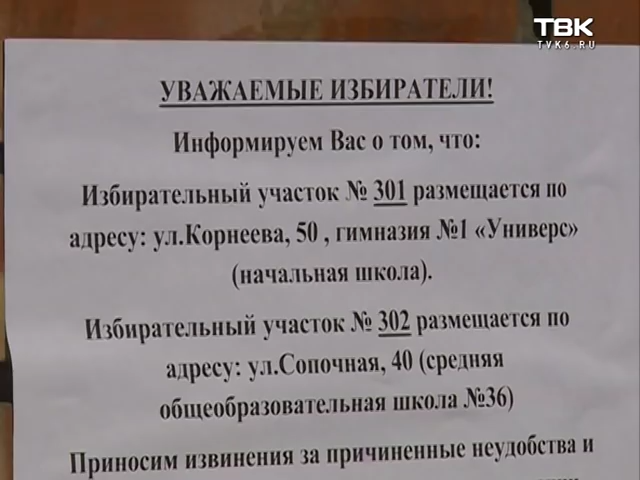 ТВК
TVK6.RU
УВАЖАЕМЫЕ ИЗБИРАТЕЛИ!
Информируем Вас о том, что:
Избирательный участок № 301 размещается по
адресу: ул.Корнеева, 50 , гимназия №1 «Универс»
(начальная школа).
Избирательный участок № 302 размещается по
адресу: ул.Сопочная, 40 (средняя
общеобразовательная школа №36)
Приносим извинения за причиненные неудобства и